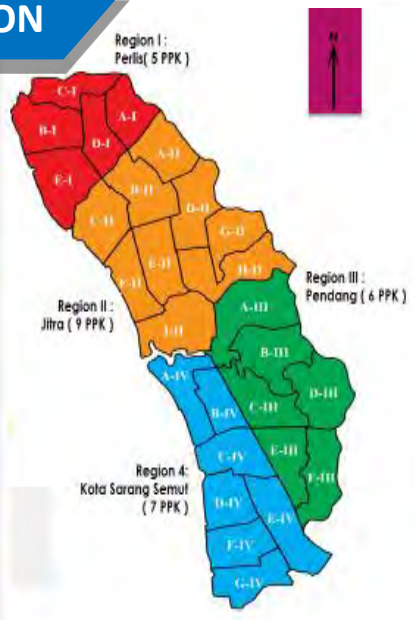 ON
Region I :
Perlis( 5 PPK )
N
C-I
A-I
B-I
D-I
E-I
A-II
B-II
D-II
C-II
G-II
E-II
H-II
F-II
I-II
Region II :
Jitra ( 9 PPK )
Region III :
Pendang ( 6 PPK )
A-III
B-III
D-III
C-III
E-III
F-III
A-IV
B-IV
C-IV
Region 4:
Kota Sarang Semut
( 7 PPK )
D-IV
E-IV
F-IV
G-IV